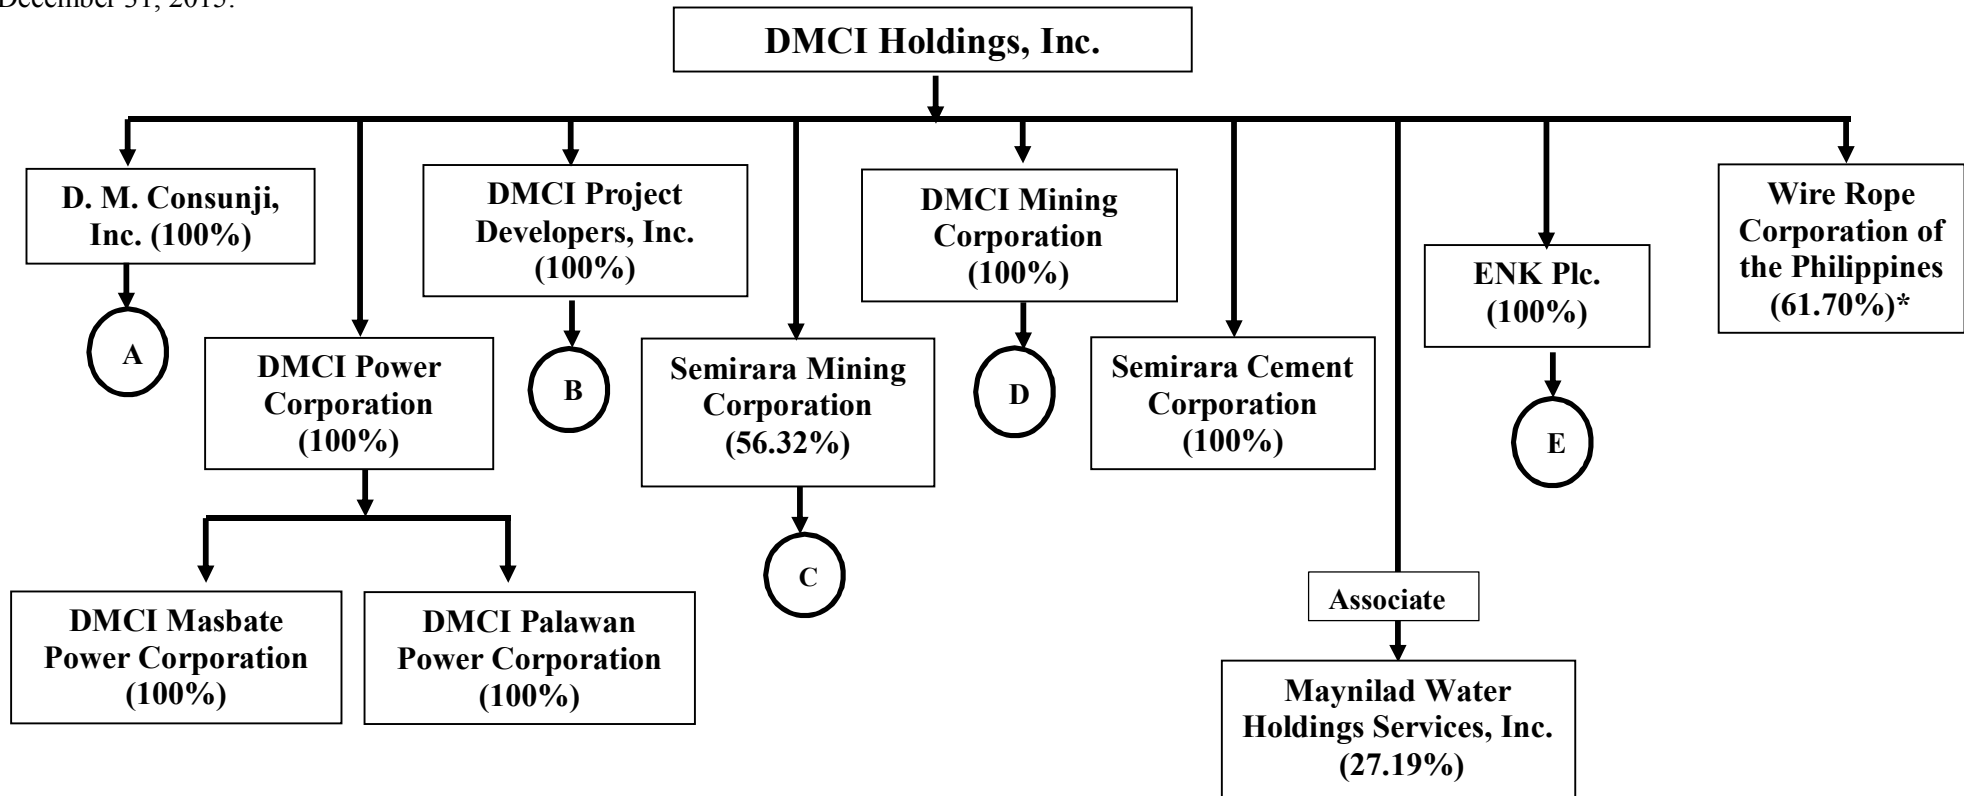 December 31, 2015.
DMCI Holdings, Inc.
D. M. Consunji,
Inc. (100%)
A
DMCI Power
Corporation
(100%)
DMCI Masbate
Power Corporation
(100%)
DMCI Palawan
Power Corporation
(100%)
DMCI Project
Developers, Inc.
(100%)
B
Semirara Mining
Corporation
(56.32%)
C
DMCI Mining
Corporation
(100%)
D
Semirara Cement
Corporation
(100%)
Associate
Maynilad Water
Holdings Services, Inc.
(27.19%)
ENK Plc.
(100%)
E
Wire Rope
Corporation of
the Philippines
(61.70%)*